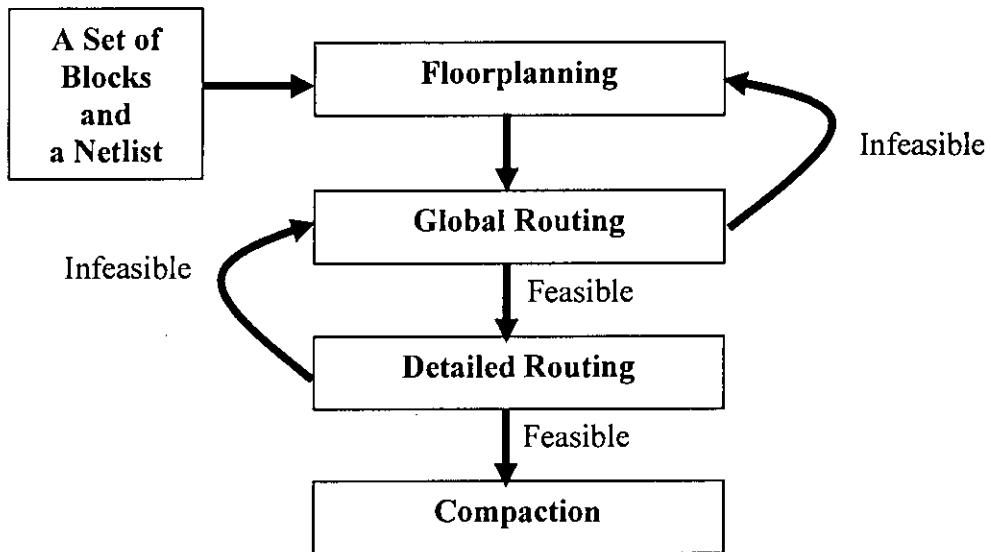 A Set of
Blocks
and
a Netlist
Floorplanning
Infeasible
Global Routing
Infeasible
Feasible
Detailed Routing
Feasible
Compaction